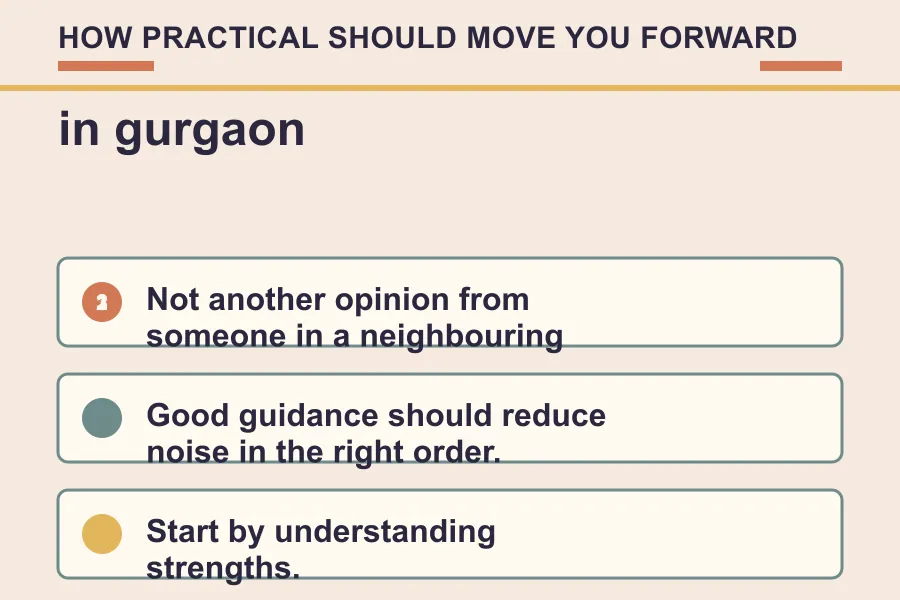 HOW PRACTICAL SHOULD MOVE YOU FORWARD
in gurgaon
Not another opinion from
someone in a neighbouring
Good guidance should reduce
noise in the right order.
Start by understanding
strengths.